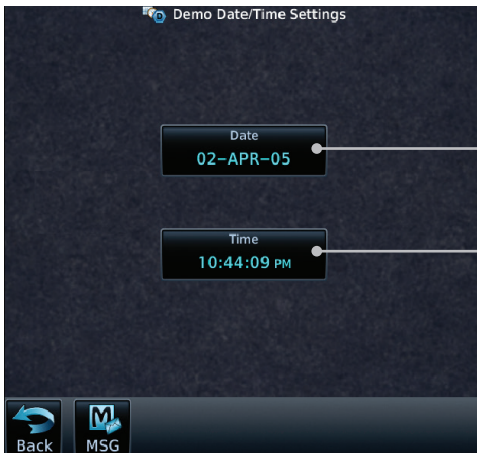 Demo Date/Time Settings
Date
02-APR-05
Time
10:44:09 PM
Back MSG